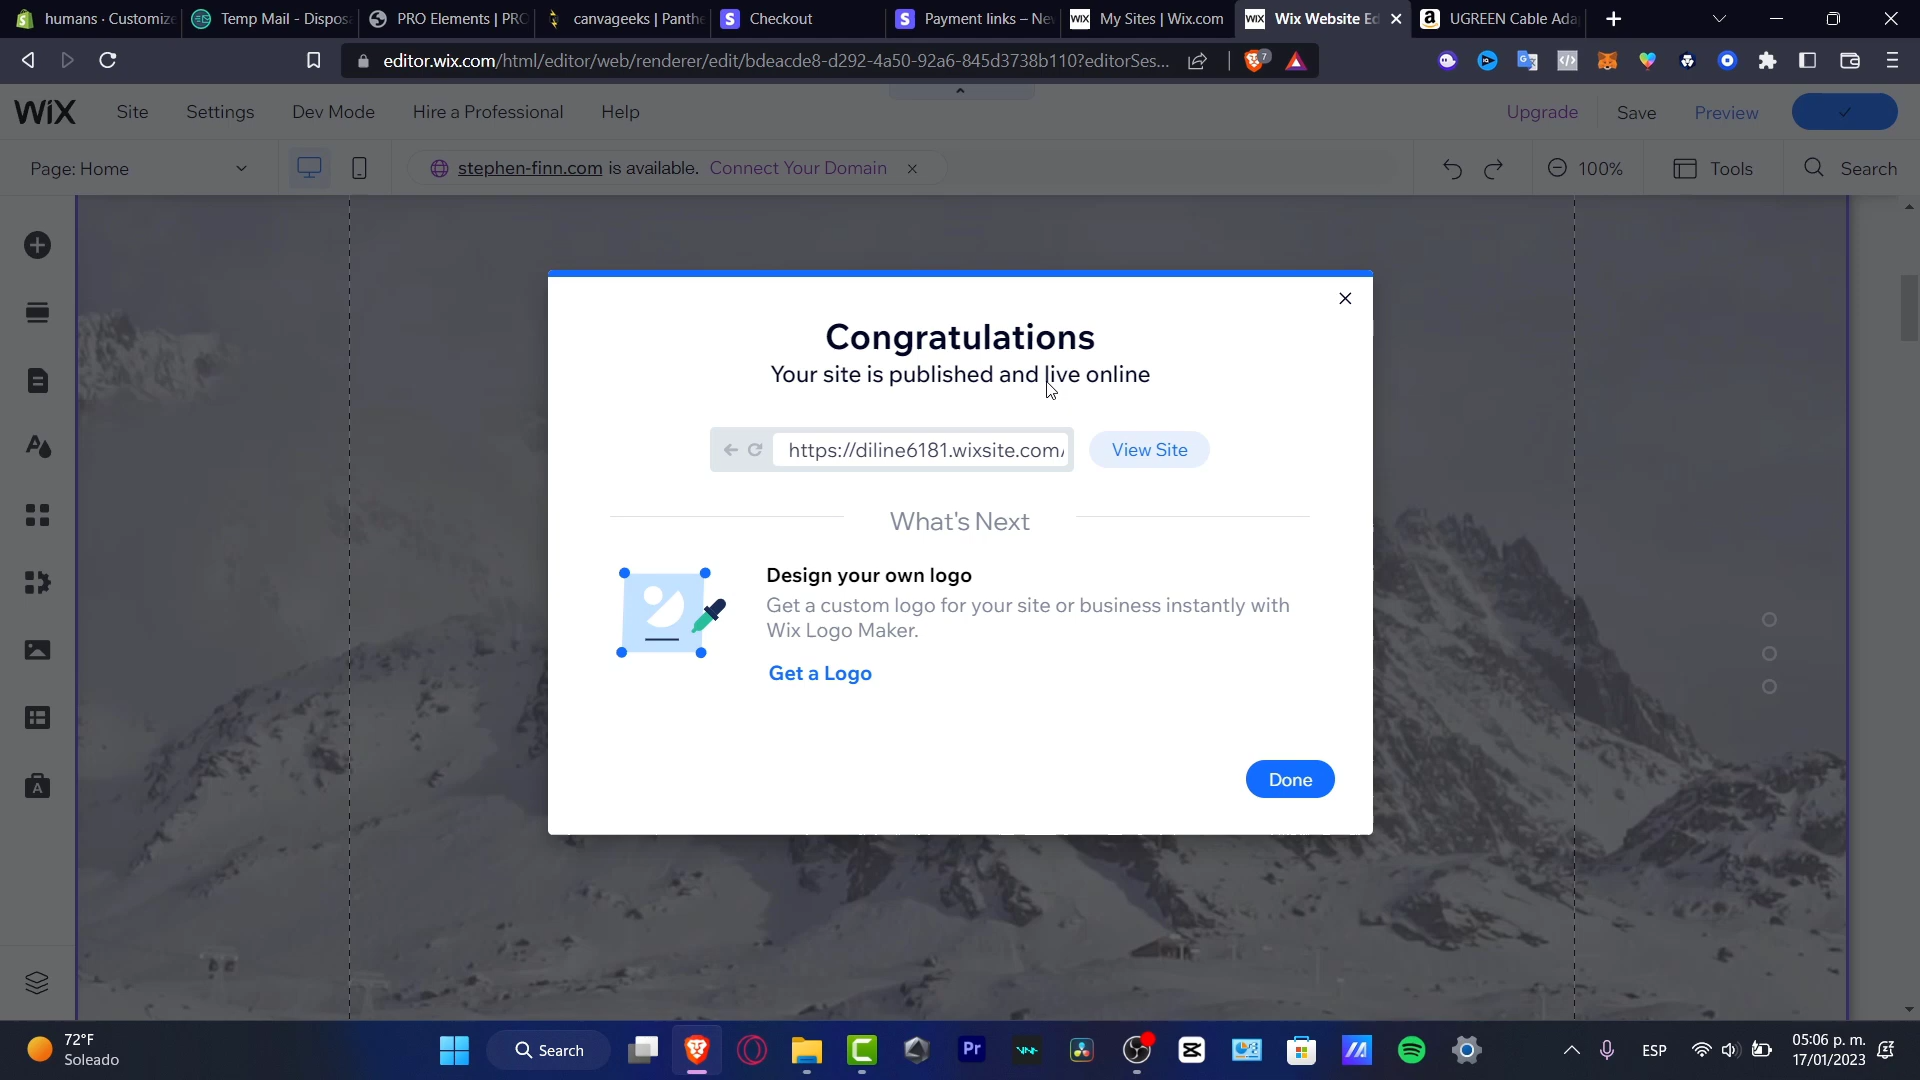 humans · Customize
Temp Mail - Dispos
PRO Elements | PRO
canvageeks | Panthe
Checkout
Payment links – Ne
My Sites | Wix.com
Wix Website Ed
UGREEN Cable Ada
editor.wix.com/html/editor/web/renderer/edit/bdeacde8-d292-4a50-92a6-845d3738b110?editorSes...
7
WiX
Site
Settings
Dev Mode
Hire a Professional
Help
Upgrade
Save
Preview
Page: Home
stephen-finn.com is available. Connect Your Domain
100%
Tools
Search
Congratulations
Your site is published and live online
https://diline6181.wixsite.com/
View Site
What's Next
Design your own logo
Get a custom logo for your site or business instantly with
Wix Logo Maker.
Get a Logo
Done
72°F
Soleado
Search
Pr
ESP
05:06 p. m.
17/01/2023